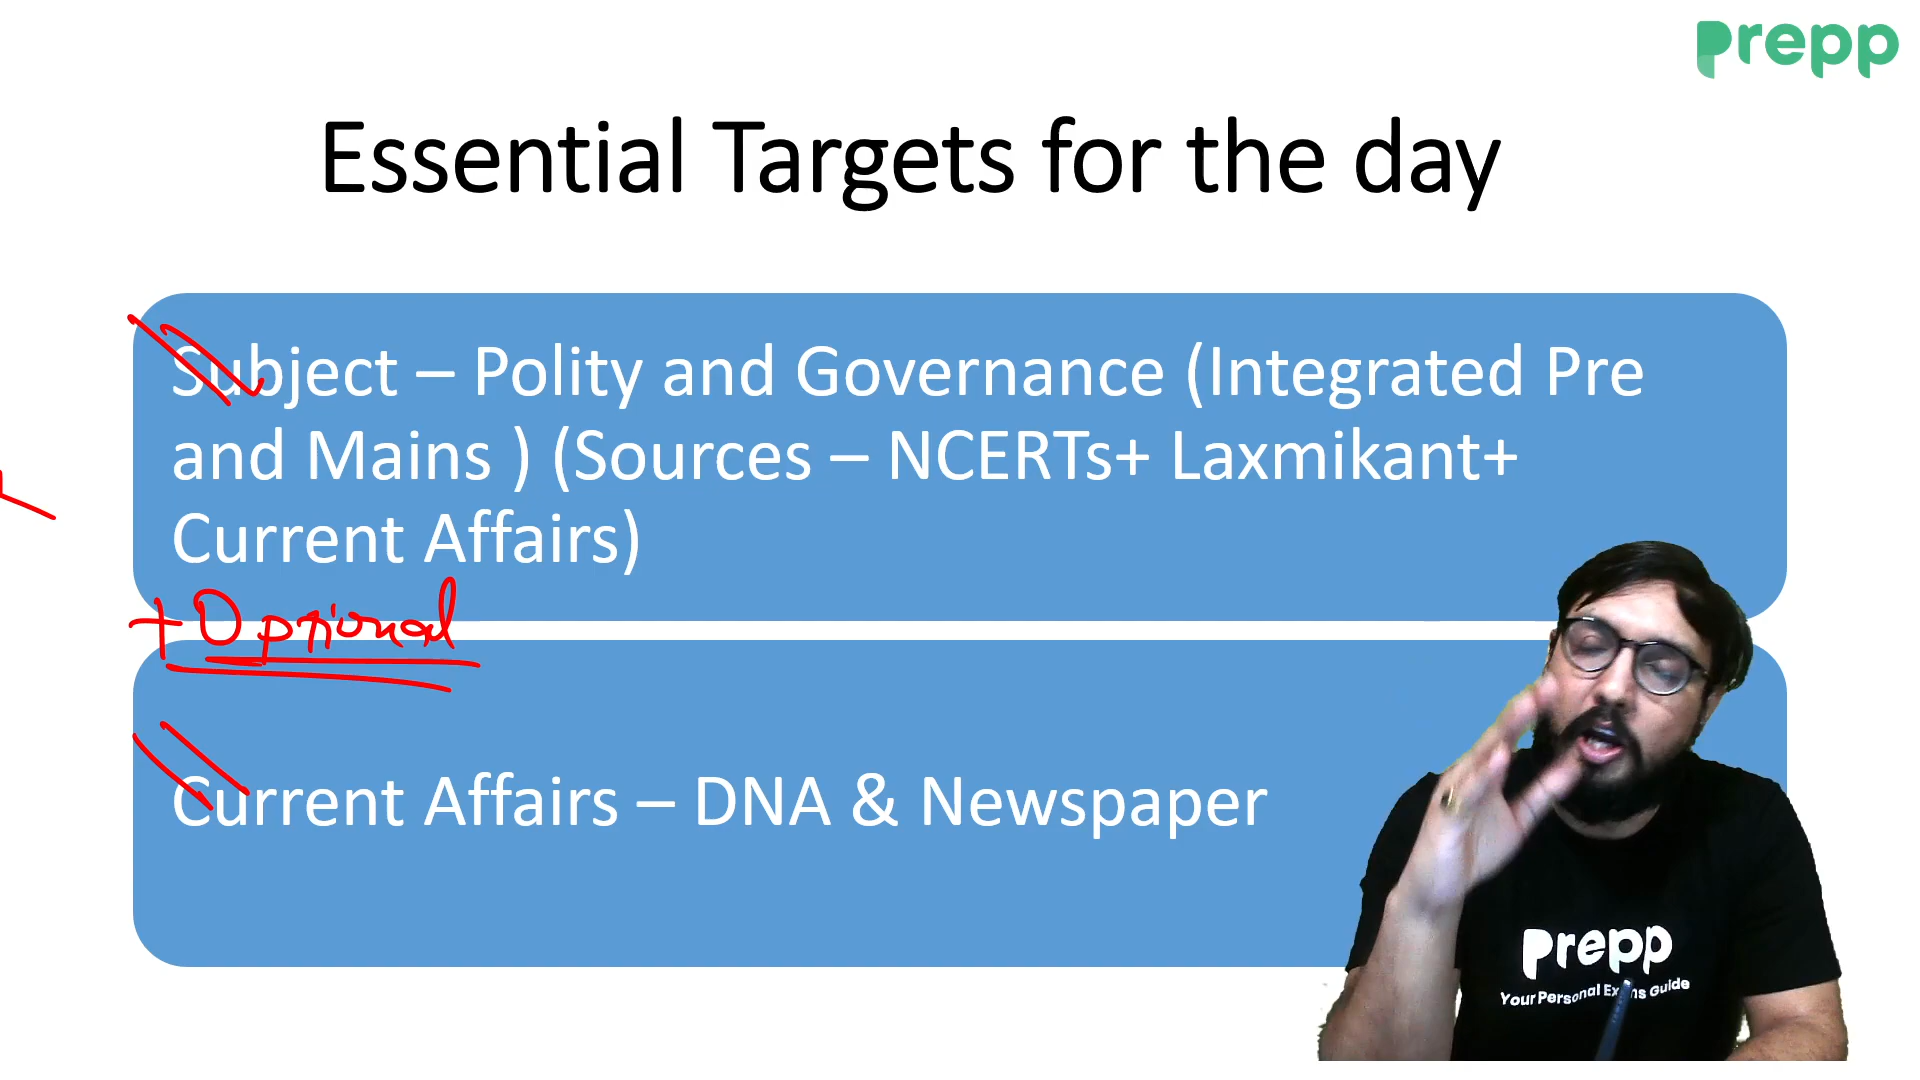 prepp
Essential Targets for the day
Subject – Polity and Governance (Integrated Pre
and Mains ) (Sources – NCERTs+ Laxmikant+
Current Affairs)
+ Optional
Current Affairs – DNA & Newspaper
prepp
Your Personal Exams Guide